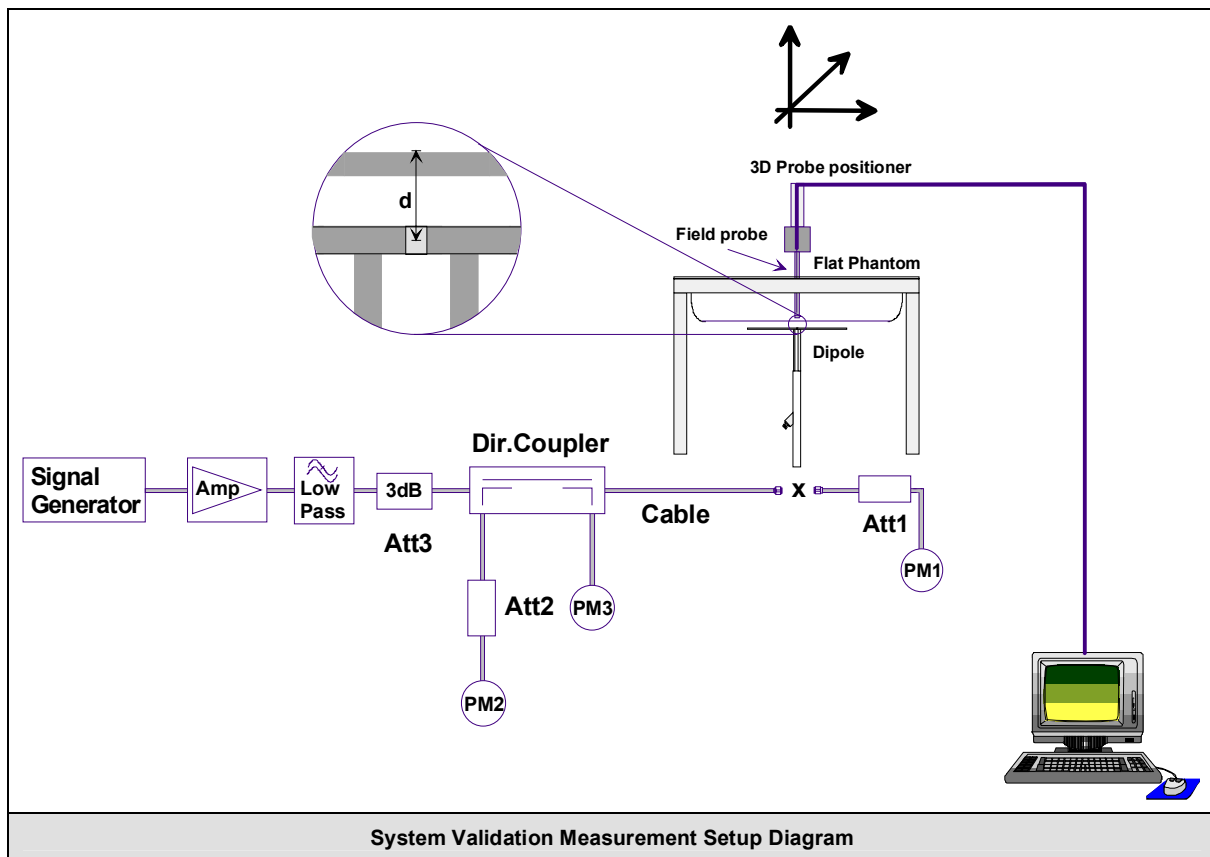 3D Probe positioner
d
Field probe
Flat Phantom
Dipole
Dir.Coupler
Signal
Generator
Amp
Low
Pass
3dB
x
Cable
Att1
Att3
PM1
Att2
PM3
PM2
System Validation Measurement Setup Diagram